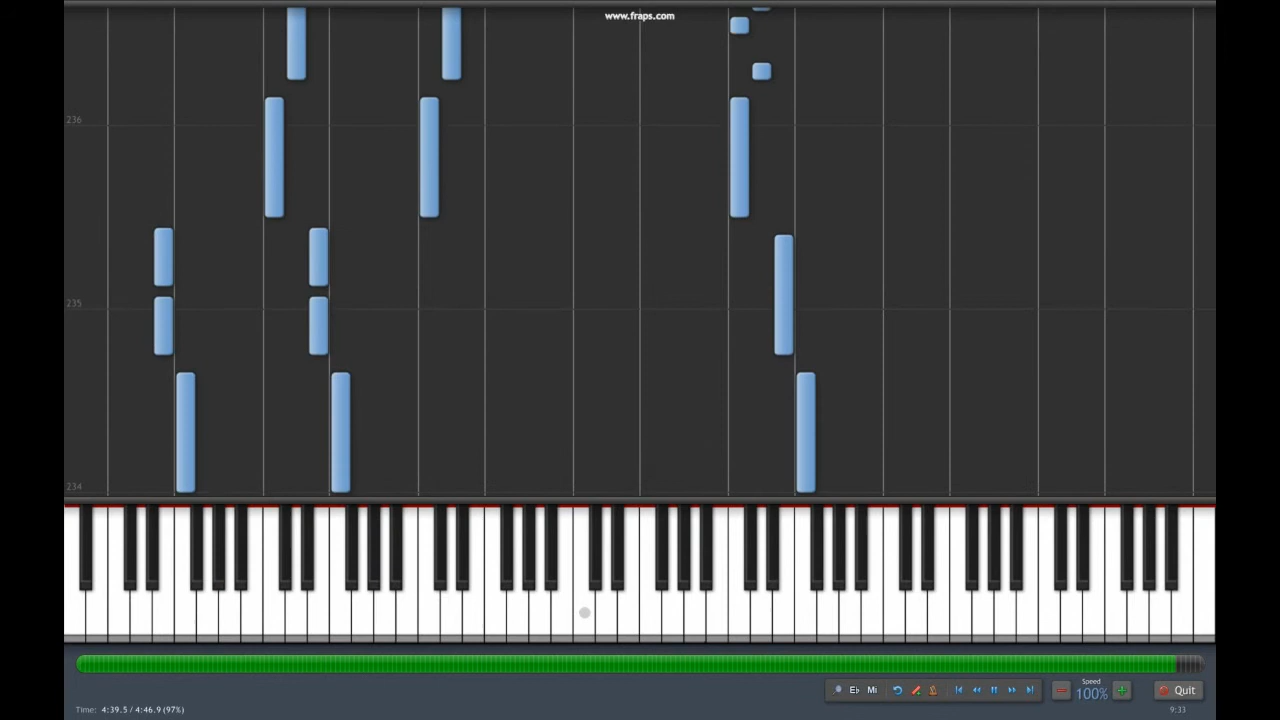 www.fraps.com
236
235
234
Eb Mi
Speed
100%
Quit
Time: 4:39.5 / 4:46.9 (97%)
9:33